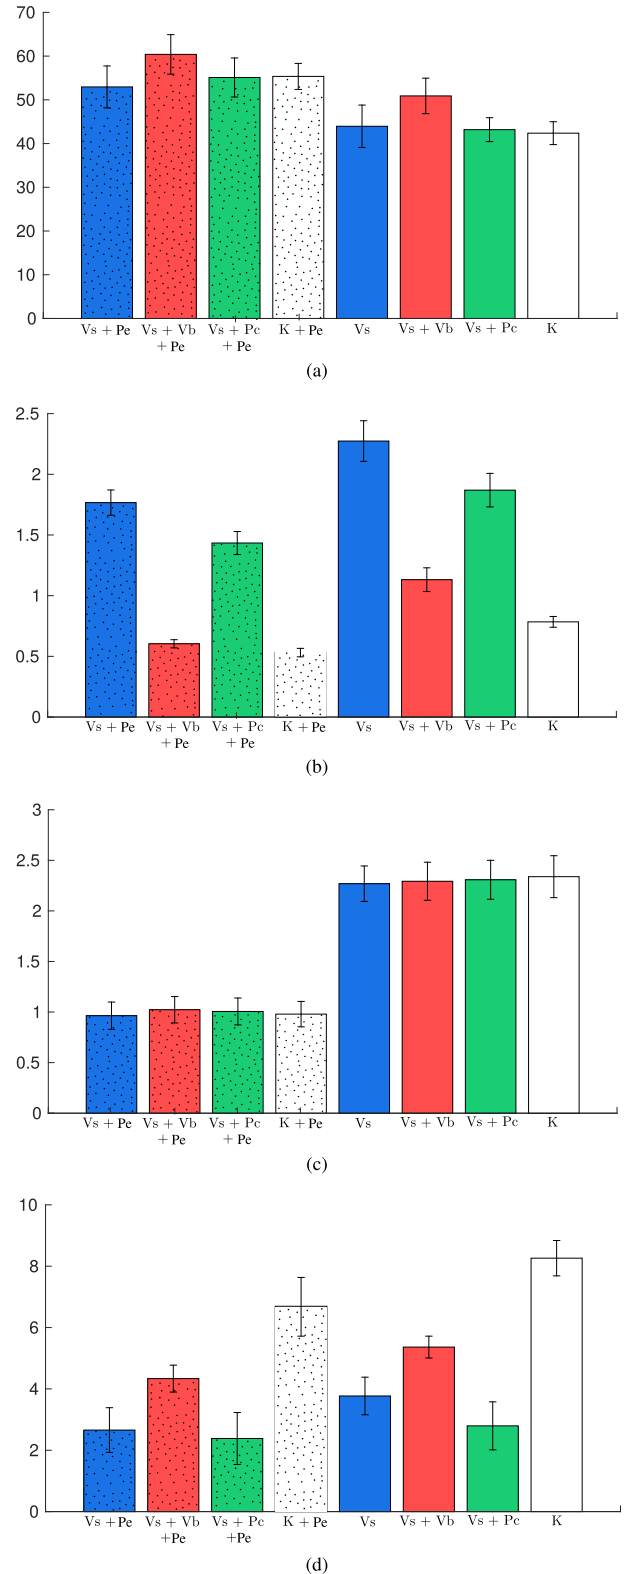 70
60
50
40
30
20
10
0
Vs + Pe Vs + Vb Vs + Pc K + Pe Vs Vs + Vb Vs + Pc K
+ Pe + Pe
(a)
2.5
2
1.5
1
0.5
0
Vs + Pe Vs + Vb Vs + Pc K + Pe Vs Vs + Vb Vs + Pc K
+ Pe + Pe
(b)
3
2.5
2
1.5
1
0.5
0
Vs + Pe Vs + Vb Vs + Pc K + Pe Vs Vs + Vb Vs + Pc K
+ Pe + Pe
(c)
10
8
6
4
2
0
Vs + Pe Vs + Vb Vs + Pc K + Pe Vs Vs + Vb Vs + Pc K
+Pe +Pe
(d)